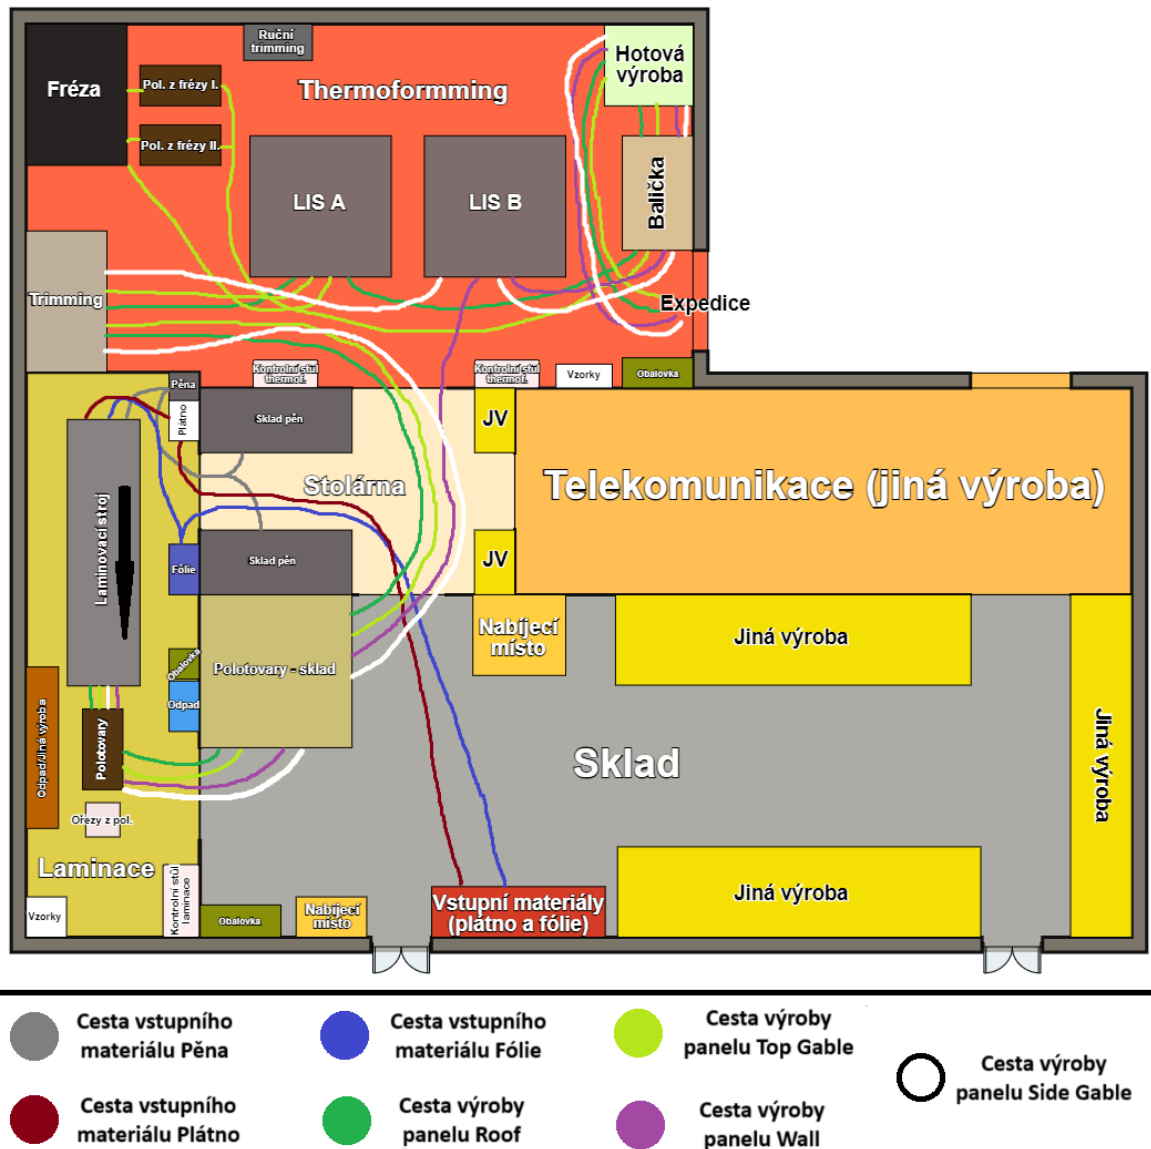 Fréza
Ruční
trimming
Pol. z frézy I.
Pol. z frézy II.
Thermoformming
Hotová
výroba
LIS A
LIS B
Balička
Trimming
Expedice
Kontrolní stůl
thermof.
Kontrolní stůl
thermof.
Vzorky
Obalovka
Pěna
Plátno
Sklad pěn
JV
Stolárna
Telekomunikace (jiná výroba)
Laminovací stroj
Fólie
Sklad pěn
JV
Nabíjecí
místo
Jiná výroba
Obalovka
Odpad
Polotovary - sklad
Odpad/Jiná výroba
Polotovary
Sklad
Jiná výroba
Ořezy z pol.
Laminace
Kontrolní stůl
laminace
Vzorky
Obalovka
Nabíjecí
místo
Vstupní materiály
(plátno a fólie)
Jiná výroba
Cesta vstupního
materiálu Pěna
Cesta vstupního
materiálu Fólie
Cesta výroby
panelu Top Gable
Cesta výroby
panelu Side Gable
Cesta vstupního
materiálu Plátno
Cesta výroby
panelu Roof
Cesta výroby
panelu Wall